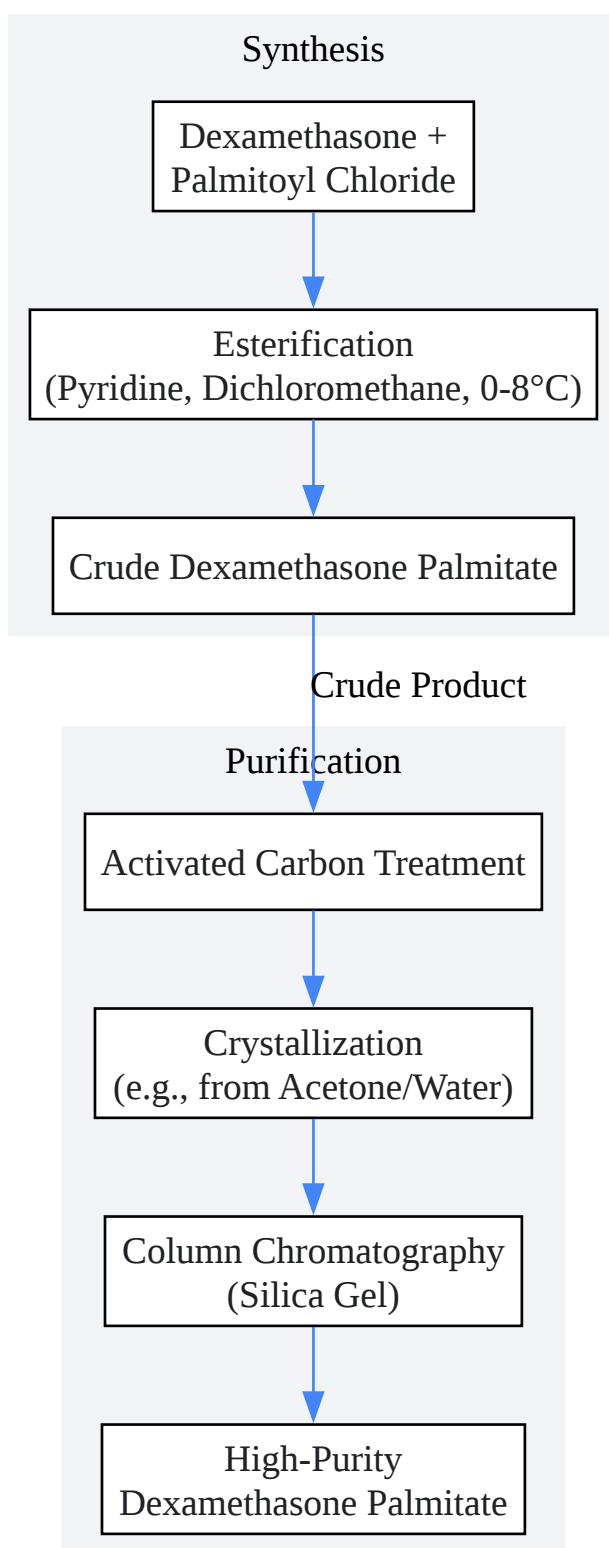 Synthesis
Dexamethasone +
Palmitoyl Chloride
Esterification
(Pyridine, Dichloromethane, 0-8°C)
Crude Dexamethasone Palmitate
Crude Product
Purification
Activated Carbon Treatment
Crystallization
(e.g., from Acetone/Water)
Column Chromatography
(Silica Gel)
High-Purity
Dexamethasone Palmitate